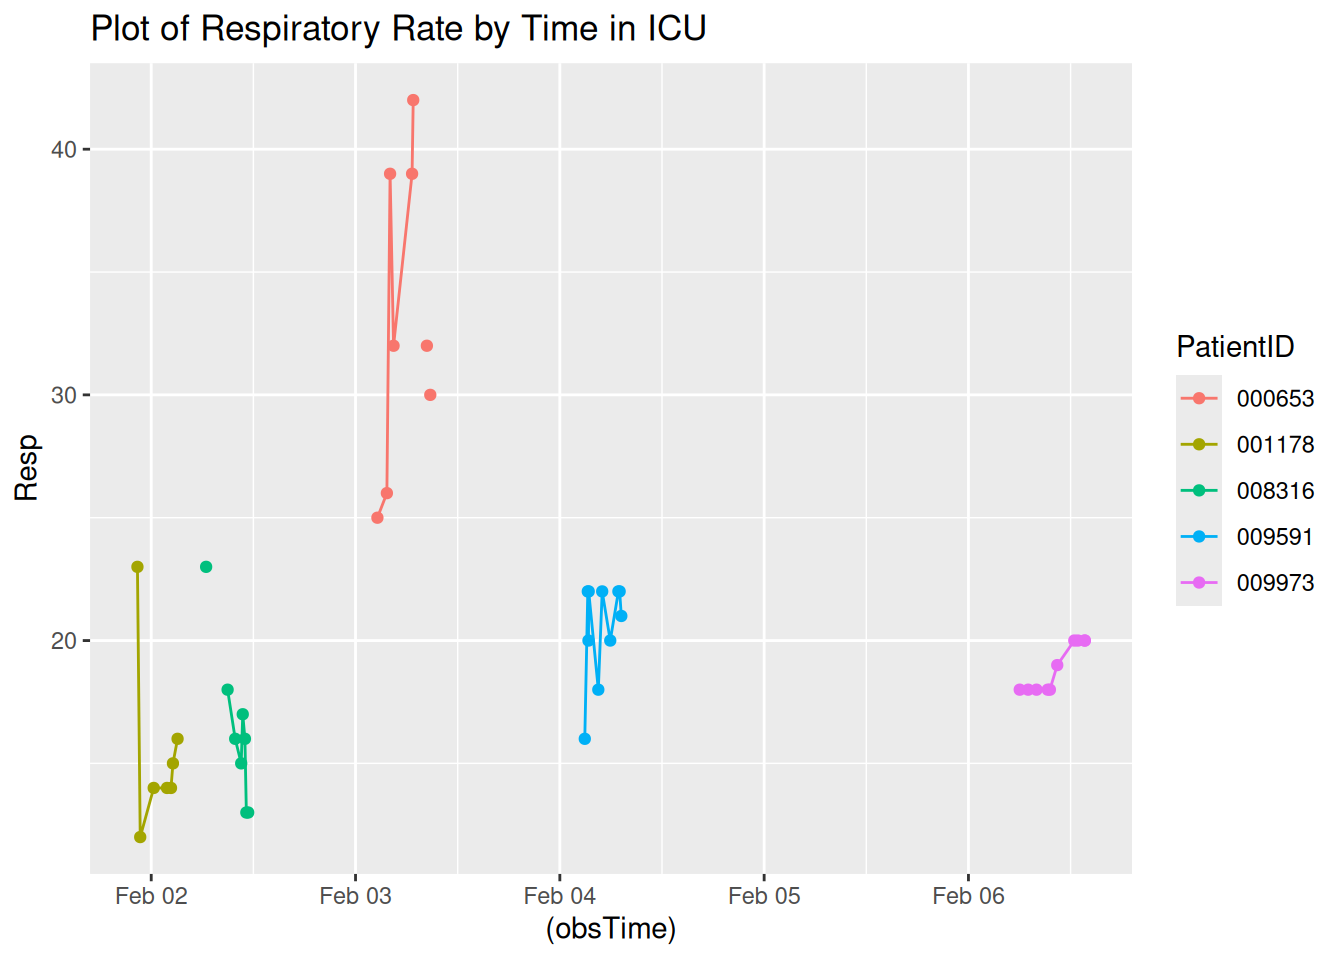 Plot of Respiratory Rate by Time in ICU
40
30
20
Resp
Feb 02
Feb 03
Feb 04
Feb 05
Feb 06
(obsTime)
PatientID
000653
001178
008316
009591
009973